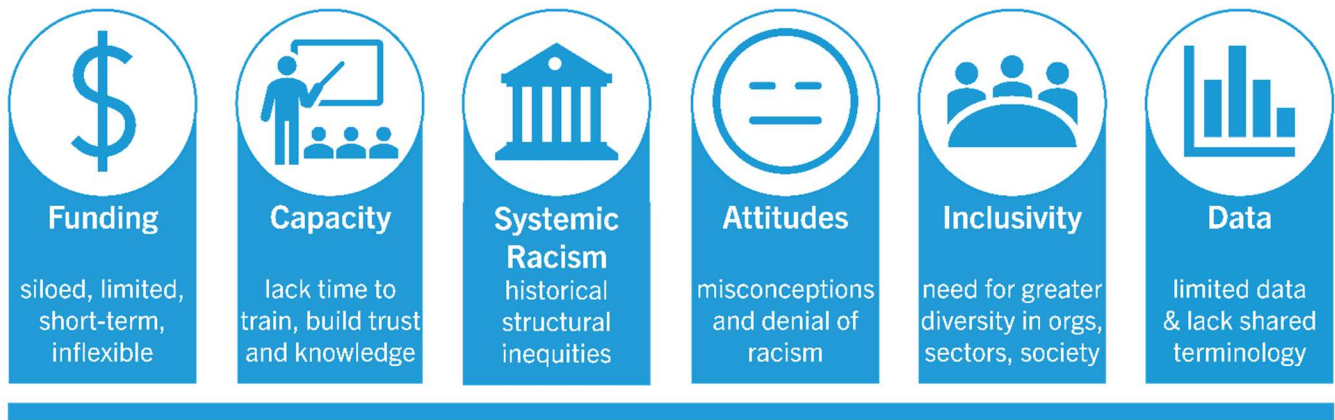 Funding
siloed, limited,
short-term,
inflexible
Capacity
lack time to
train, build trust
and knowledge
Systemic
Racism
historical
structural
inequities
Attitudes
misconceptions
and denial of
racism
Inclusivity
need for greater
diversity in orgs,
sectors, society
Data
limited data
& lack shared
terminology